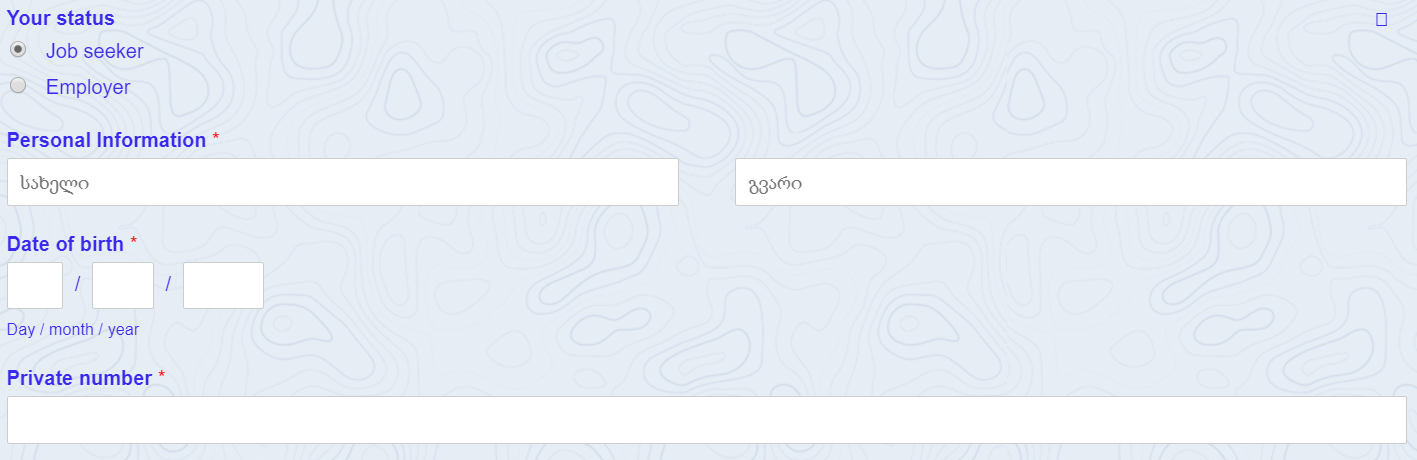 Your status
Job seeker
Employer
Personal Information *
სახელი
გვარი
Date of birth *
/ /
Day / month / year
Private number *